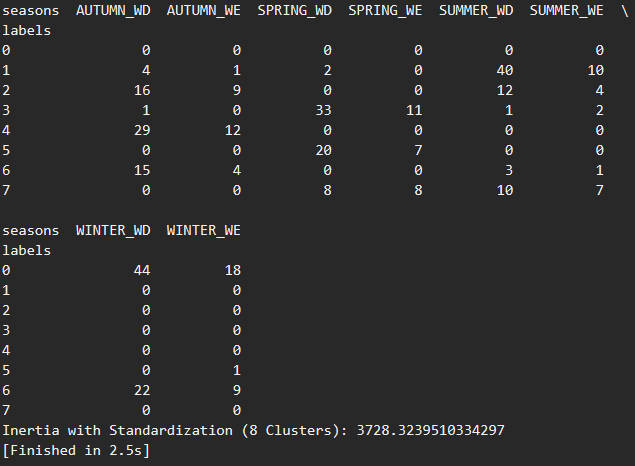 seasons  AUTUMN_WD  AUTUMN_WE  SPRING_WD  SPRING_WE  SUMMER_WD  SUMMER_WE  \
labels
0                0          0          0          0          0          0
1                4          1          2          0         40         10
2               16          9          0          0         12          4
3                1          0         33         11          1          2
4               29         12          0          0          0          0
5                0          0         20          7          0          0
6               15          4          0          0          3          1
7                0          0          8          8         10          7
seasons  WINTER_WD  WINTER_WE
labels
0               44         18
1                0          0
2                0          0
3                0          0
4                0          0
5                0          1
6               22          9
7                0          0
Inertia with Standardization (8 Clusters): 3728.3239510334297
[Finished in 2.5s]